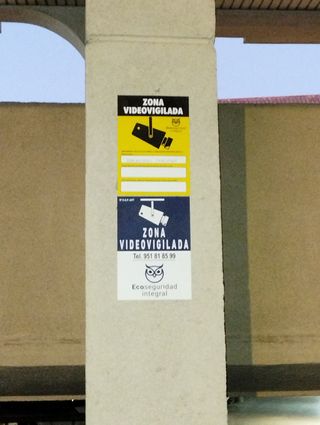 ZONA
VIDEOVIGILADA
ZONA
VIDEOVIGILADA
Tel. 951 81 85 99
Ecoseguridad
integral